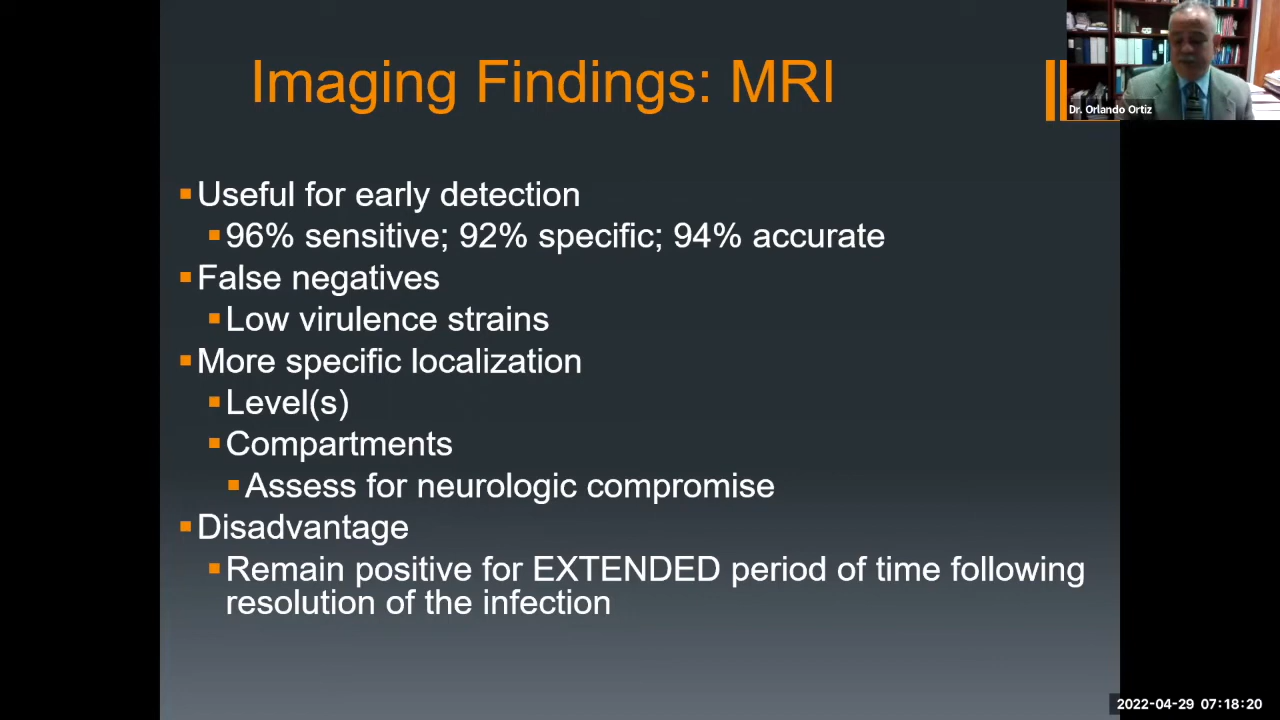 Imaging Findings: MRI
Dr. Orlando Ortiz
Useful for early detection
96% sensitive; 92% specific; 94% accurate
False negatives
Low virulence strains
More specific localization
Level(s)
Compartments
Assess for neurologic compromise
Disadvantage
Remain positive for EXTENDED period of time following
resolution of the infection
2022-04-29 07:18:20